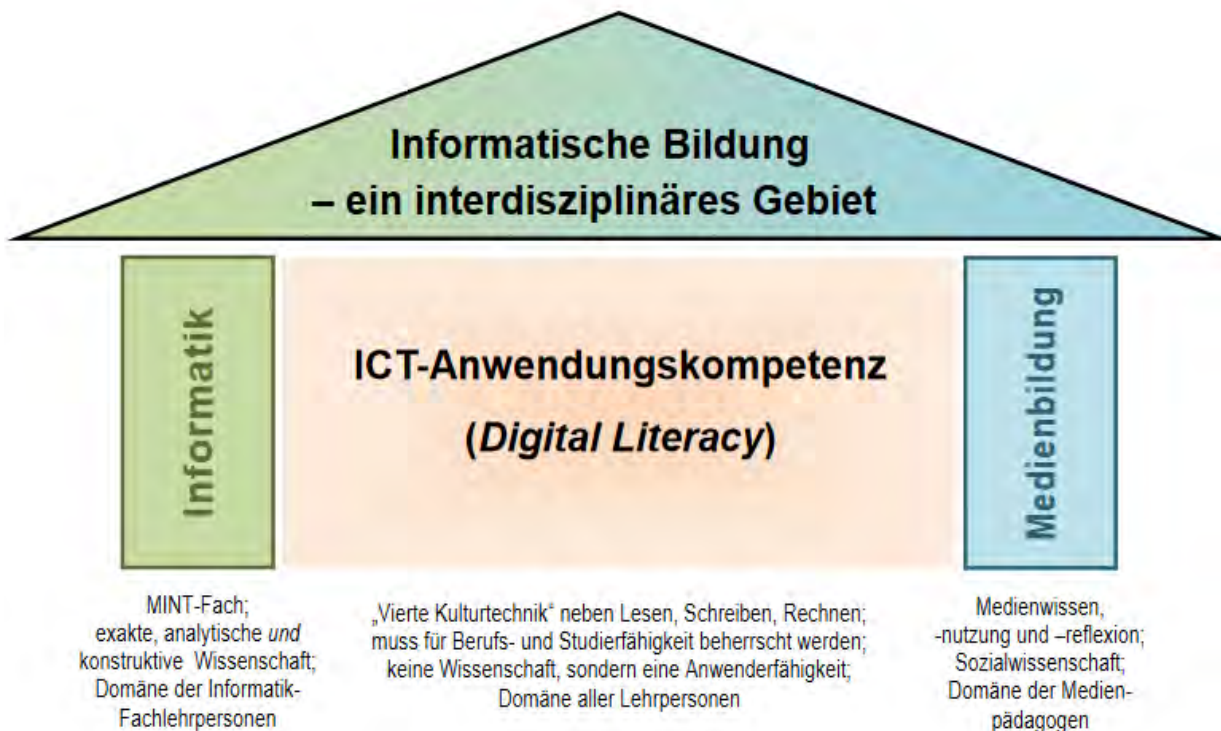 Informatische Bildung
– ein interdisziplinäres Gebiet
Informatik
ICT-Anwendungskompetenz
(Digital Literacy)
Medienbildung
MINT-Fach;
exakte, analytische und
konstruktive Wissenschaft;
Domäne der Informatik-
Fachlehrpersonen
„Vierte Kulturtechnik“ neben Lesen, Schreiben, Rechnen;
muss für Berufs- und Studierfähigkeit beherrscht werden;
keine Wissenschaft, sondern eine Anwenderfähigkeit;
Domäne aller Lehrpersonen
Medienwissen,
-nutzung und –reflexion;
Sozialwissenschaft;
Domäne der Medien-
pädagogen